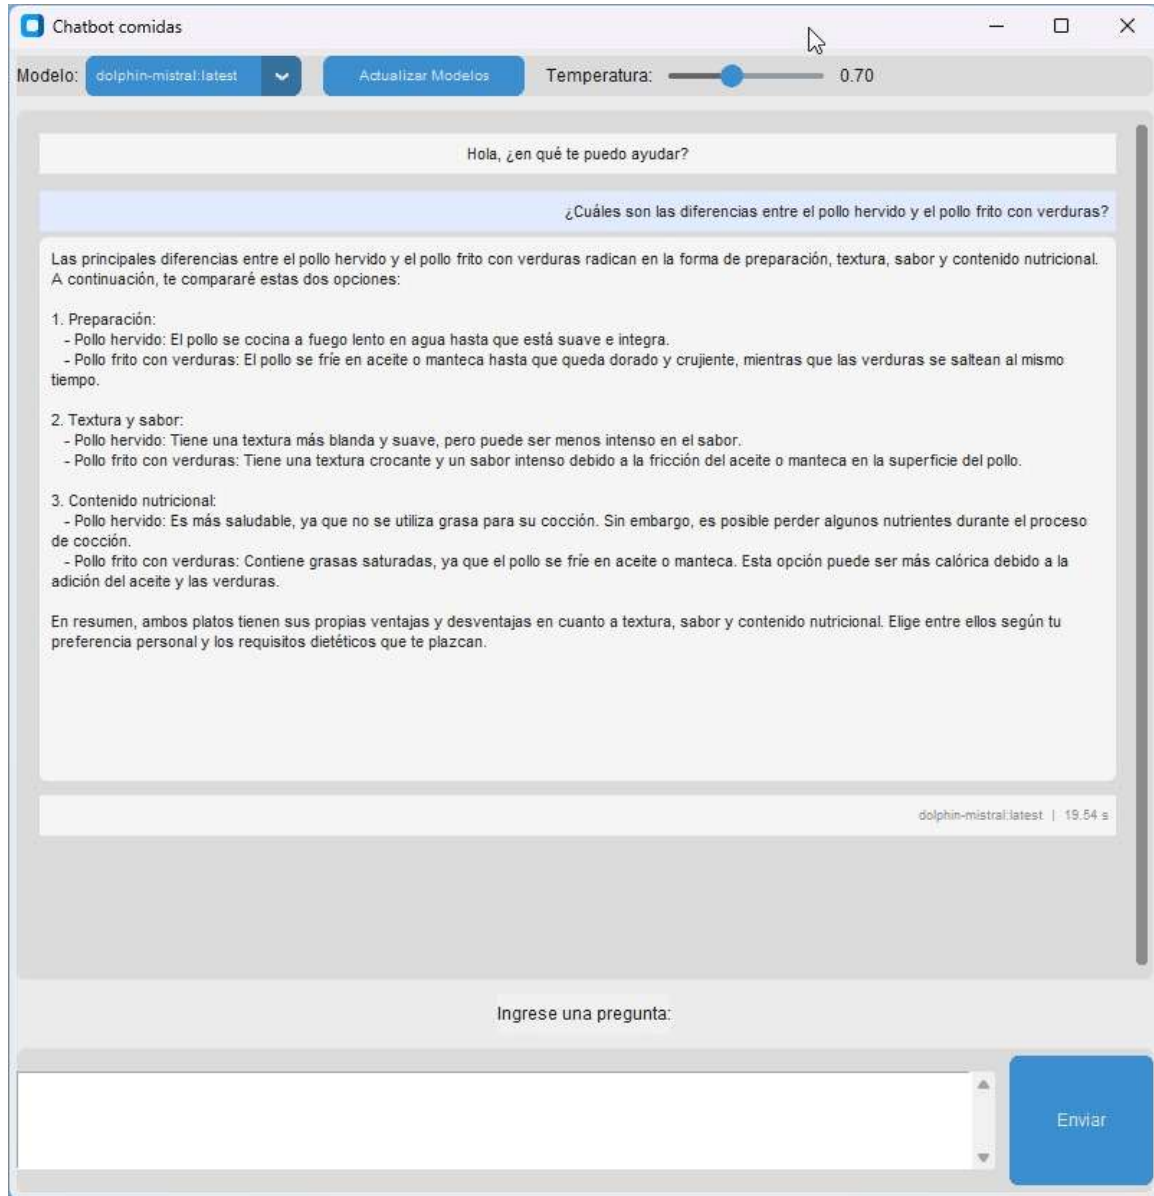 Chatbot comidas
Modelo: dolphin-mistral:latest Actualizar Modelos Temperatura: 0.70
Hola, ¿en qué te puedo ayudar?
¿Cuáles son las diferencias entre el pollo hervido y el pollo frito con verduras?
Las principales diferencias entre el pollo hervido y el pollo frito con verduras radican en la forma de preparación, textura, sabor y contenido nutricional.
A continuación, te compararé estas dos opciones:
1. Preparación:
- Pollo hervido: El pollo se cocina a fuego lento en agua hasta que está suave e integra.
- Pollo frito con verduras: El pollo se fríe en aceite o manteca hasta que queda dorado y crujiente, mientras que las verduras se saltean al mismo
tiempo.
2. Textura y sabor:
- Pollo hervido: Tiene una textura más blanda y suave, pero puede ser menos intenso en el sabor.
- Pollo frito con verduras: Tiene una textura crocante y un sabor intenso debido a la fricción del aceite o manteca en la superficie del pollo.
3. Contenido nutricional:
- Pollo hervido: Es más saludable, ya que no se utiliza grasa para su cocción. Sin embargo, es posible perder algunos nutrientes durante el proceso
de cocción.
- Pollo frito con verduras: Contiene grasas saturadas, ya que el pollo se fríe en aceite o manteca. Esta opción puede ser más calórica debido a la
adición del aceite y las verduras.
En resumen, ambos platos tienen sus propias ventajas y desventajas en cuanto a textura, sabor y contenido nutricional. Elige entre ellos según tu
preferencia personal y los requisitos dietéticos que te plazcan.
dolphin-mistral:latest | 19.54 s
Ingrese una pregunta:
Enviar